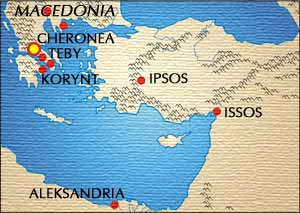 MACEDONIA
CHERONEA
TEBY
KORYNT
IPSOS
ISSOS
ALEKSANDRIA